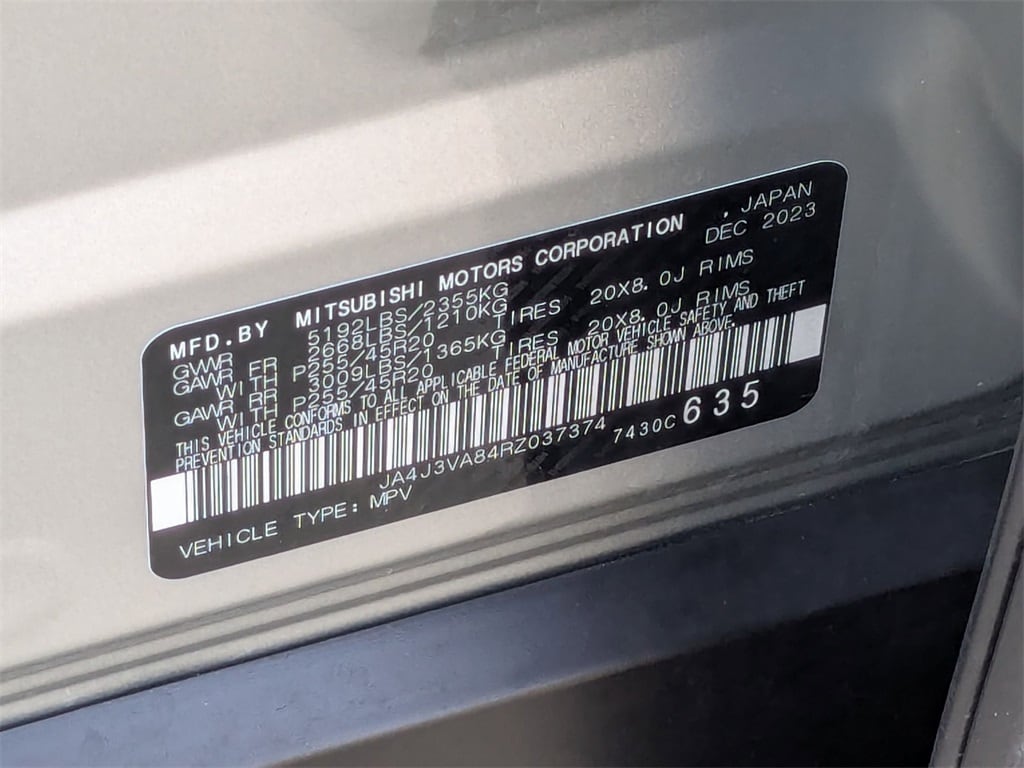 MFD.BY MITSUBISHI MOTORS CORPORATION , JAPAN
GVWR 5192LBS/2355KG DEC 2023
GAWR FR 2668LBS/1210KG
WITH P255/45R20 TIRES 20X8.0J RIMS
GAWR RR 3009LBS/1365KG
WITH P255/45R20 TIRES 20X8.0J RIMS
THIS VEHICLE CONFORMS TO ALL APPLICABLE FEDERAL MOTOR VEHICLE SAFETY AND THEFT
PREVENTION STANDARDS IN EFFECT ON THE DATE OF MANUFACTURE SHOWN ABOVE.
JA4J3VA84RZ037374 7430C 635
VEHICLE TYPE: MPV